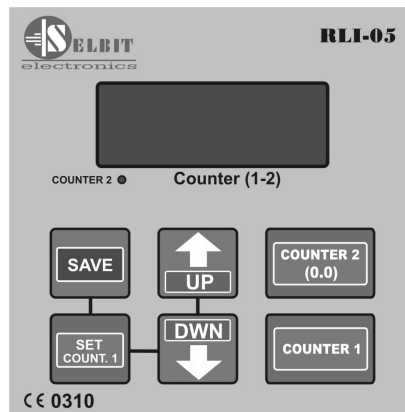 SELBIT
electronics
RLI-05
COUNTER 2
Counter (1-2)
SAVE
UP
COUNTER 2
(0.0)
SET
COUNT. 1
DWN
COUNTER 1
CE 0310